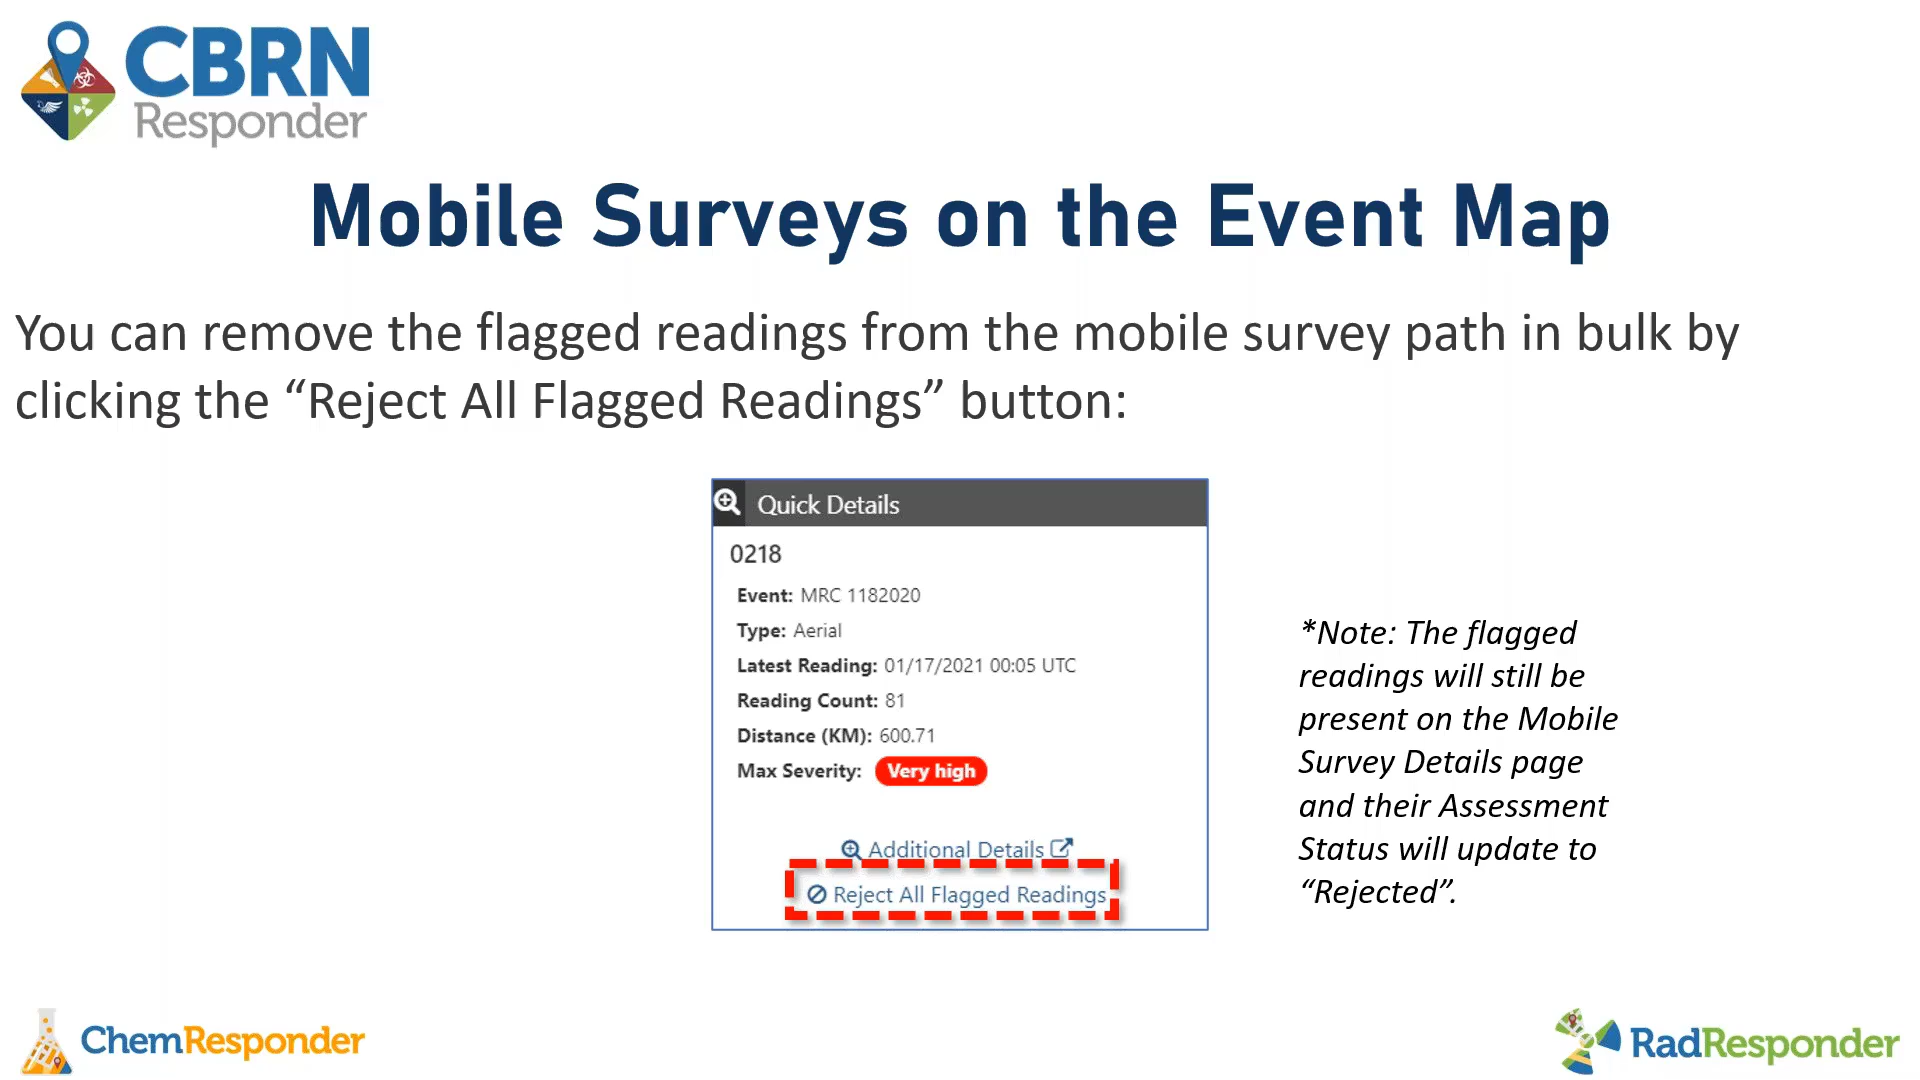 CBRN
Responder
Mobile Surveys on the Event Map
You can remove the flagged readings from the mobile survey path in bulk by
clicking the “Reject All Flagged Readings” button:
Quick Details
0218
Event: MRC 1182020
Type: Aerial
Latest Reading: 01/17/2021 00:05 UTC
Reading Count: 81
Distance (KM): 600.71
Max Severity: Very high
Additional Details
Reject All Flagged Readings
*Note: The flagged
readings will still be
present on the Mobile
Survey Details page
and their Assessment
Status will update to
“Rejected”.
ChemResponder
RadResponder